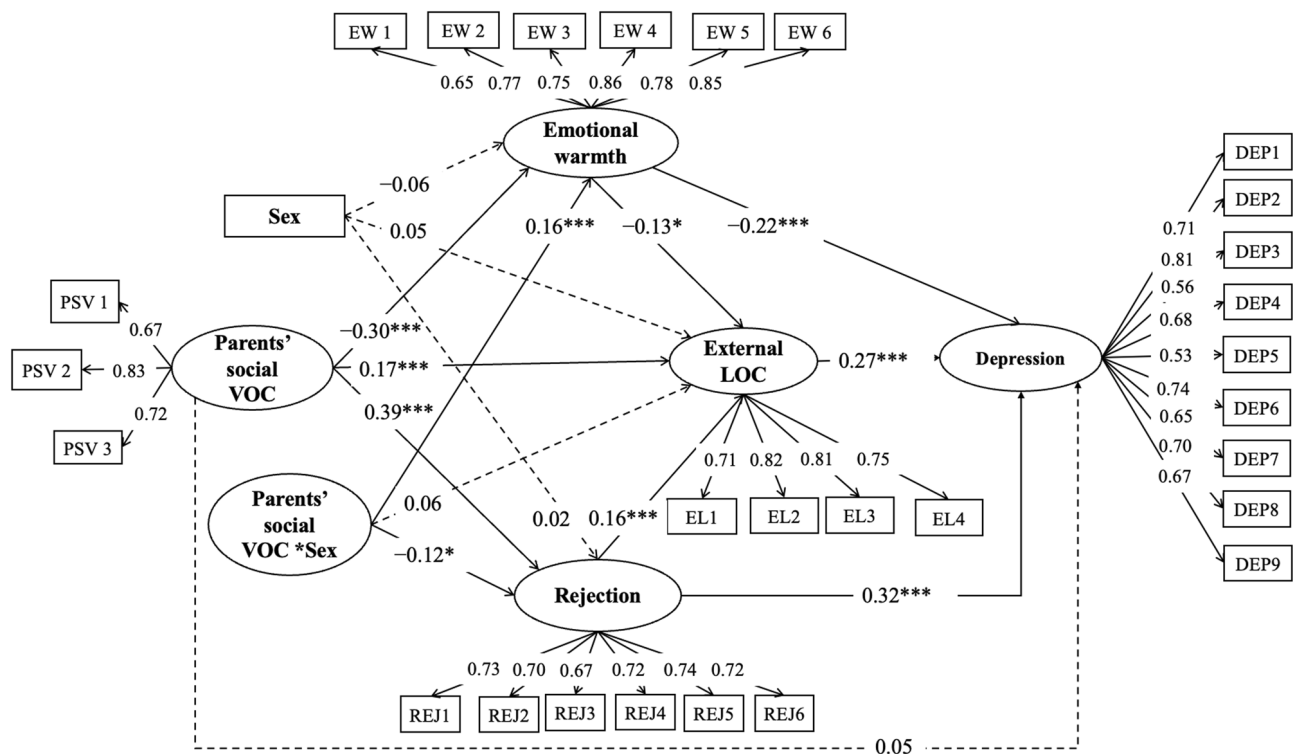 EW 1
EW 2
EW 3
EW 4
EW 5
EW 6
0.65
0.77
0.75
0.86
0.78
0.85
Emotional
warmth
Sex
−0.06
0.05
0.16***
−0.13*
−0.22***
PSV 1
PSV 2
PSV 3
0.67
0.83
0.72
Parents’
social
VOC
−0.30***
0.17***
0.39***
External
LOC
0.27***
Depression
DEP1
DEP2
DEP3
DEP4
DEP5
DEP6
DEP7
DEP8
DEP9
0.71
0.81
0.56
0.68
0.53
0.74
0.65
0.70
0.67
Parents’
social
VOC *Sex
0.06
−0.12*
0.02
0.16***
0.71
0.82
0.81
0.75
EL1
EL2
EL3
EL4
Rejection
0.32***
0.73
0.70
0.67
0.72
0.74
0.72
REJ1
REJ2
REJ3
REJ4
REJ5
REJ6
0.05